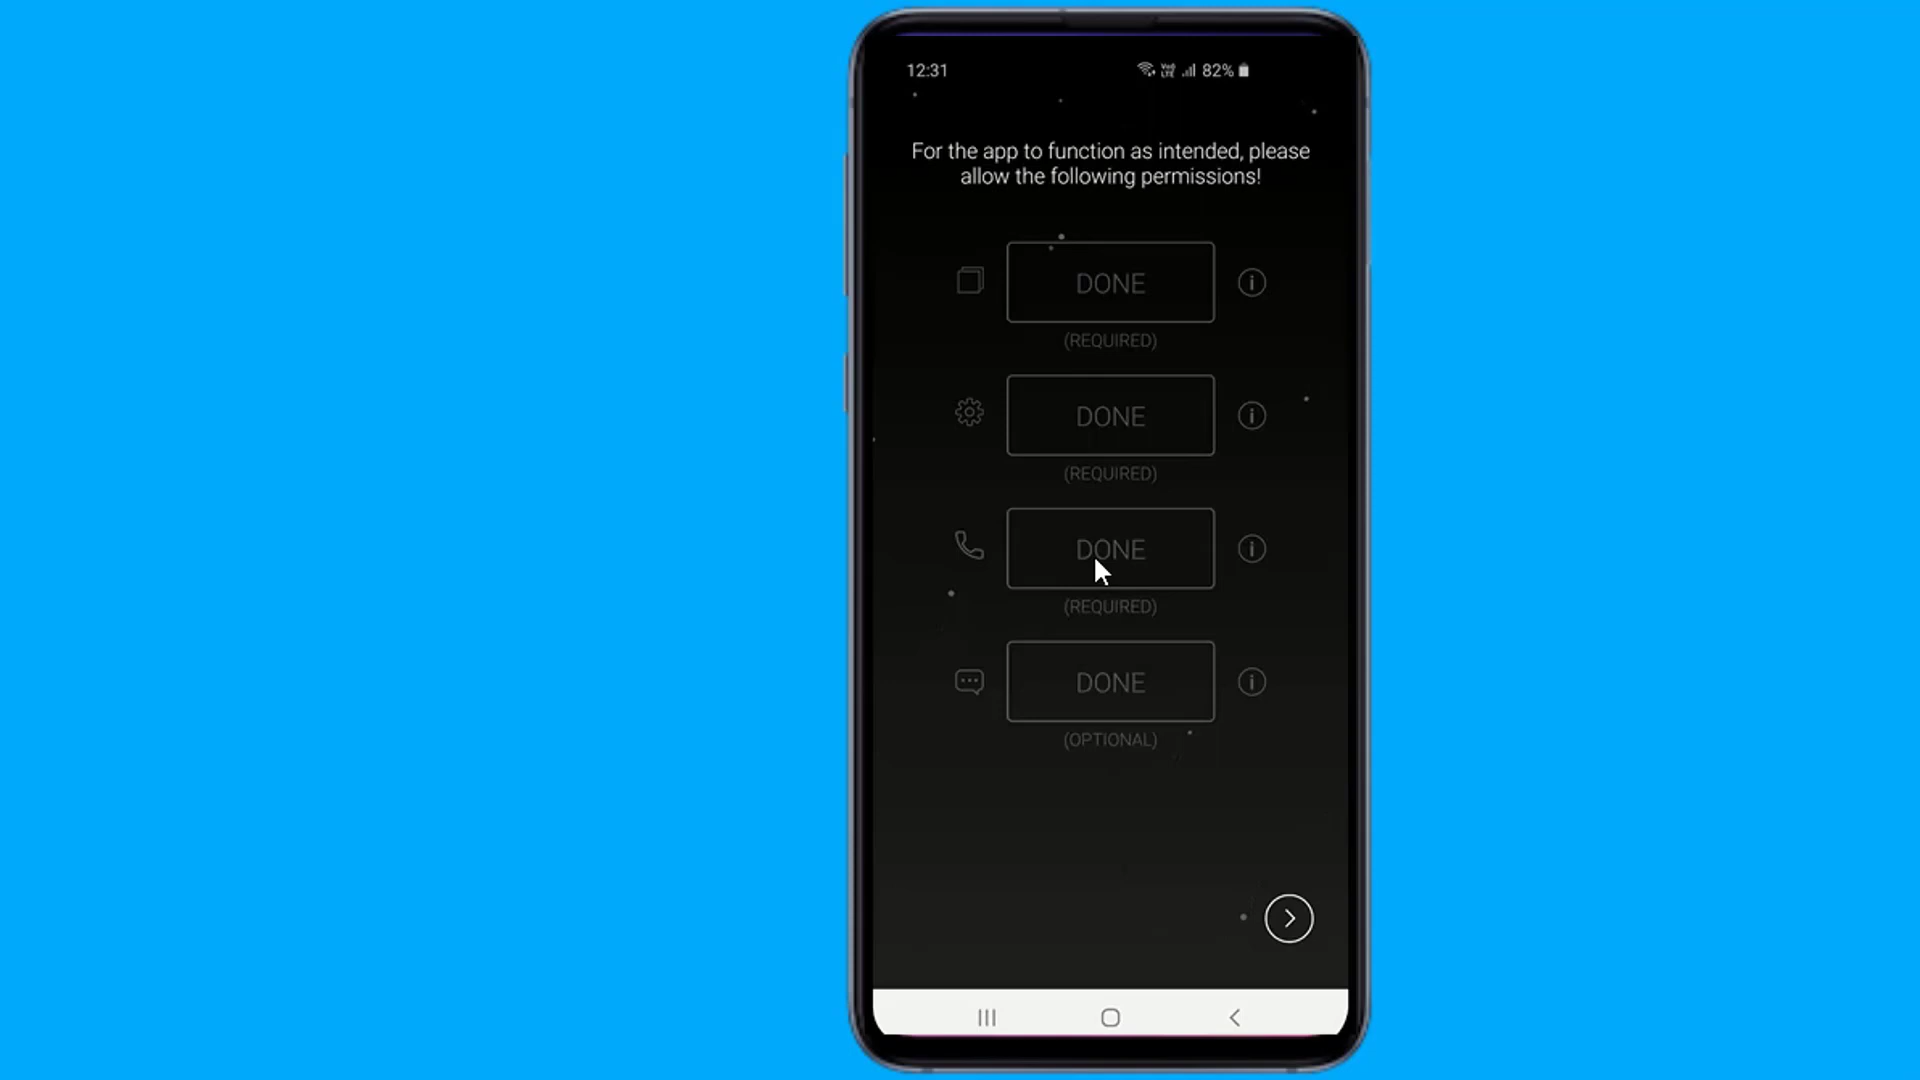 12:31
82%
For the app to function as intended, please
allow the following permissions!
DONE
(REQUIRED)
DONE
(REQUIRED)
DONE
(REQUIRED)
DONE
(OPTIONAL)